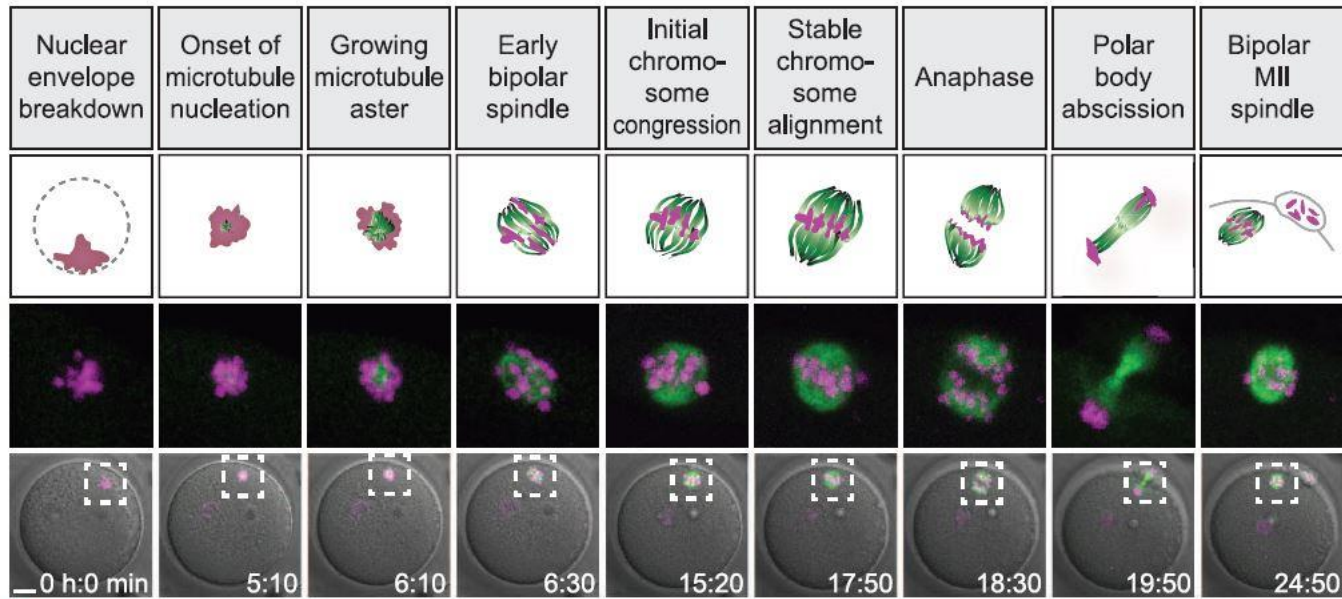 Nuclear
envelope
breakdown
Onset of
microtubule
nucleation
Growing
microtubule
aster
Early
bipolar
spindle
Initial
chromo-
some
congression
Stable
chromo-
some
alignment
Anaphase
Polar
body
abscission
Bipolar
MII
spindle
0 h:0 min
5:10
6:10
6:30
15:20
17:50
18:30
19:50
24:50